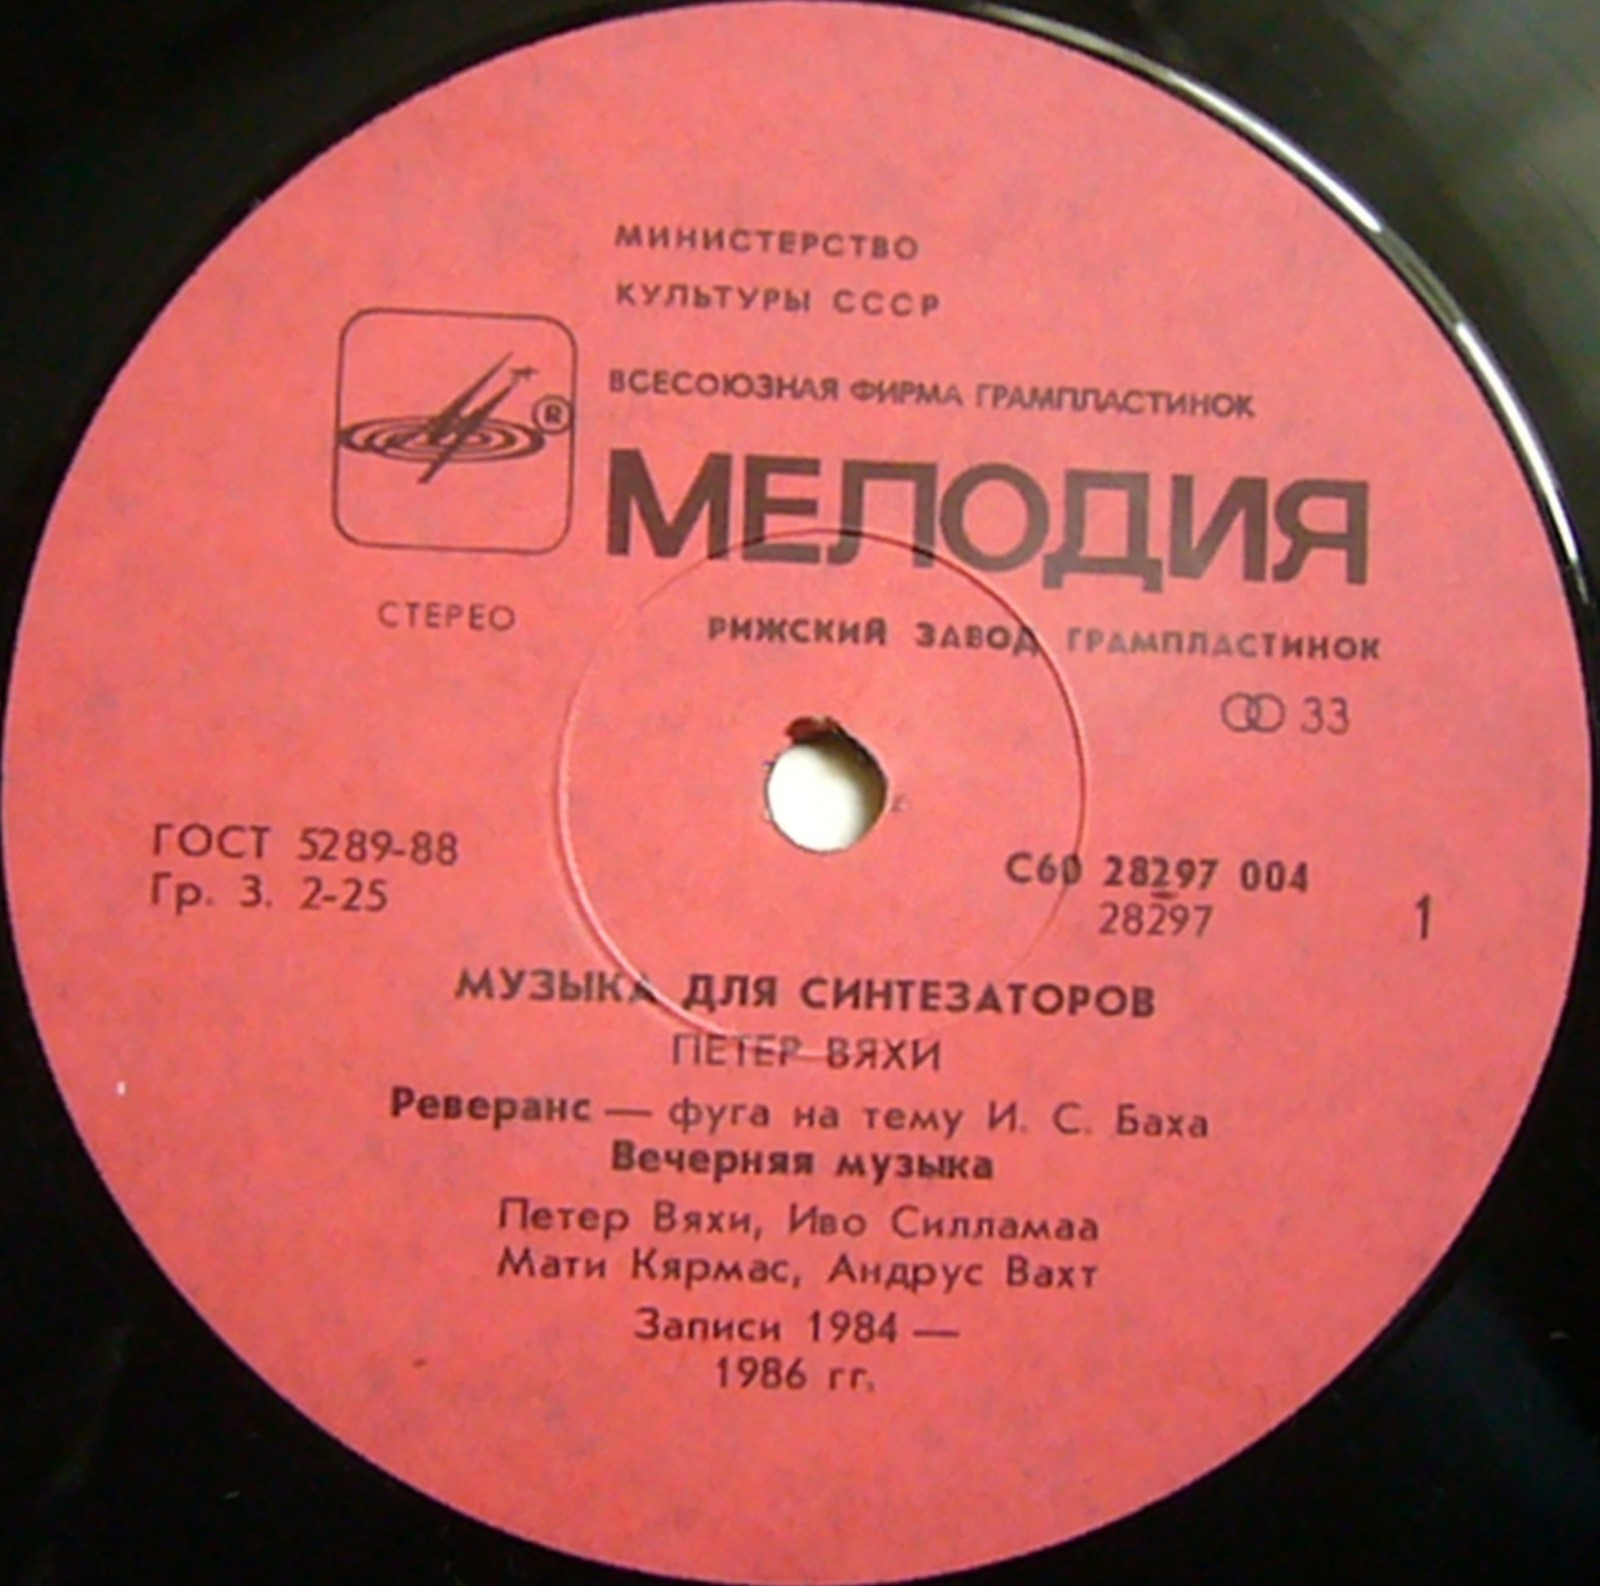 МИНИСТЕРСТВО
КУЛЬТУРЫ СССР
ВСЕСОЮЗНАЯ ФИРМА ГРАМПЛАСТИНОК
®
МЕЛОДИЯ
СТЕРЕО
РИЖСКИЙ ЗАВОД ГРАМПЛАСТИНОК
33
ГОСТ 5289-88
Гр. 3. 2-25
С60 28297 004
28297
1
МУЗЫКА ДЛЯ СИНТЕЗАТОРОВ
ПЕТЕР ВЯХИ
Реверанс — фуга на тему И. С. Баха
Вечерняя музыка
Петер Вяхи, Иво Силламаа
Мати Кярмас, Андрус Вахт
Записи 1984 —
1986 гг.